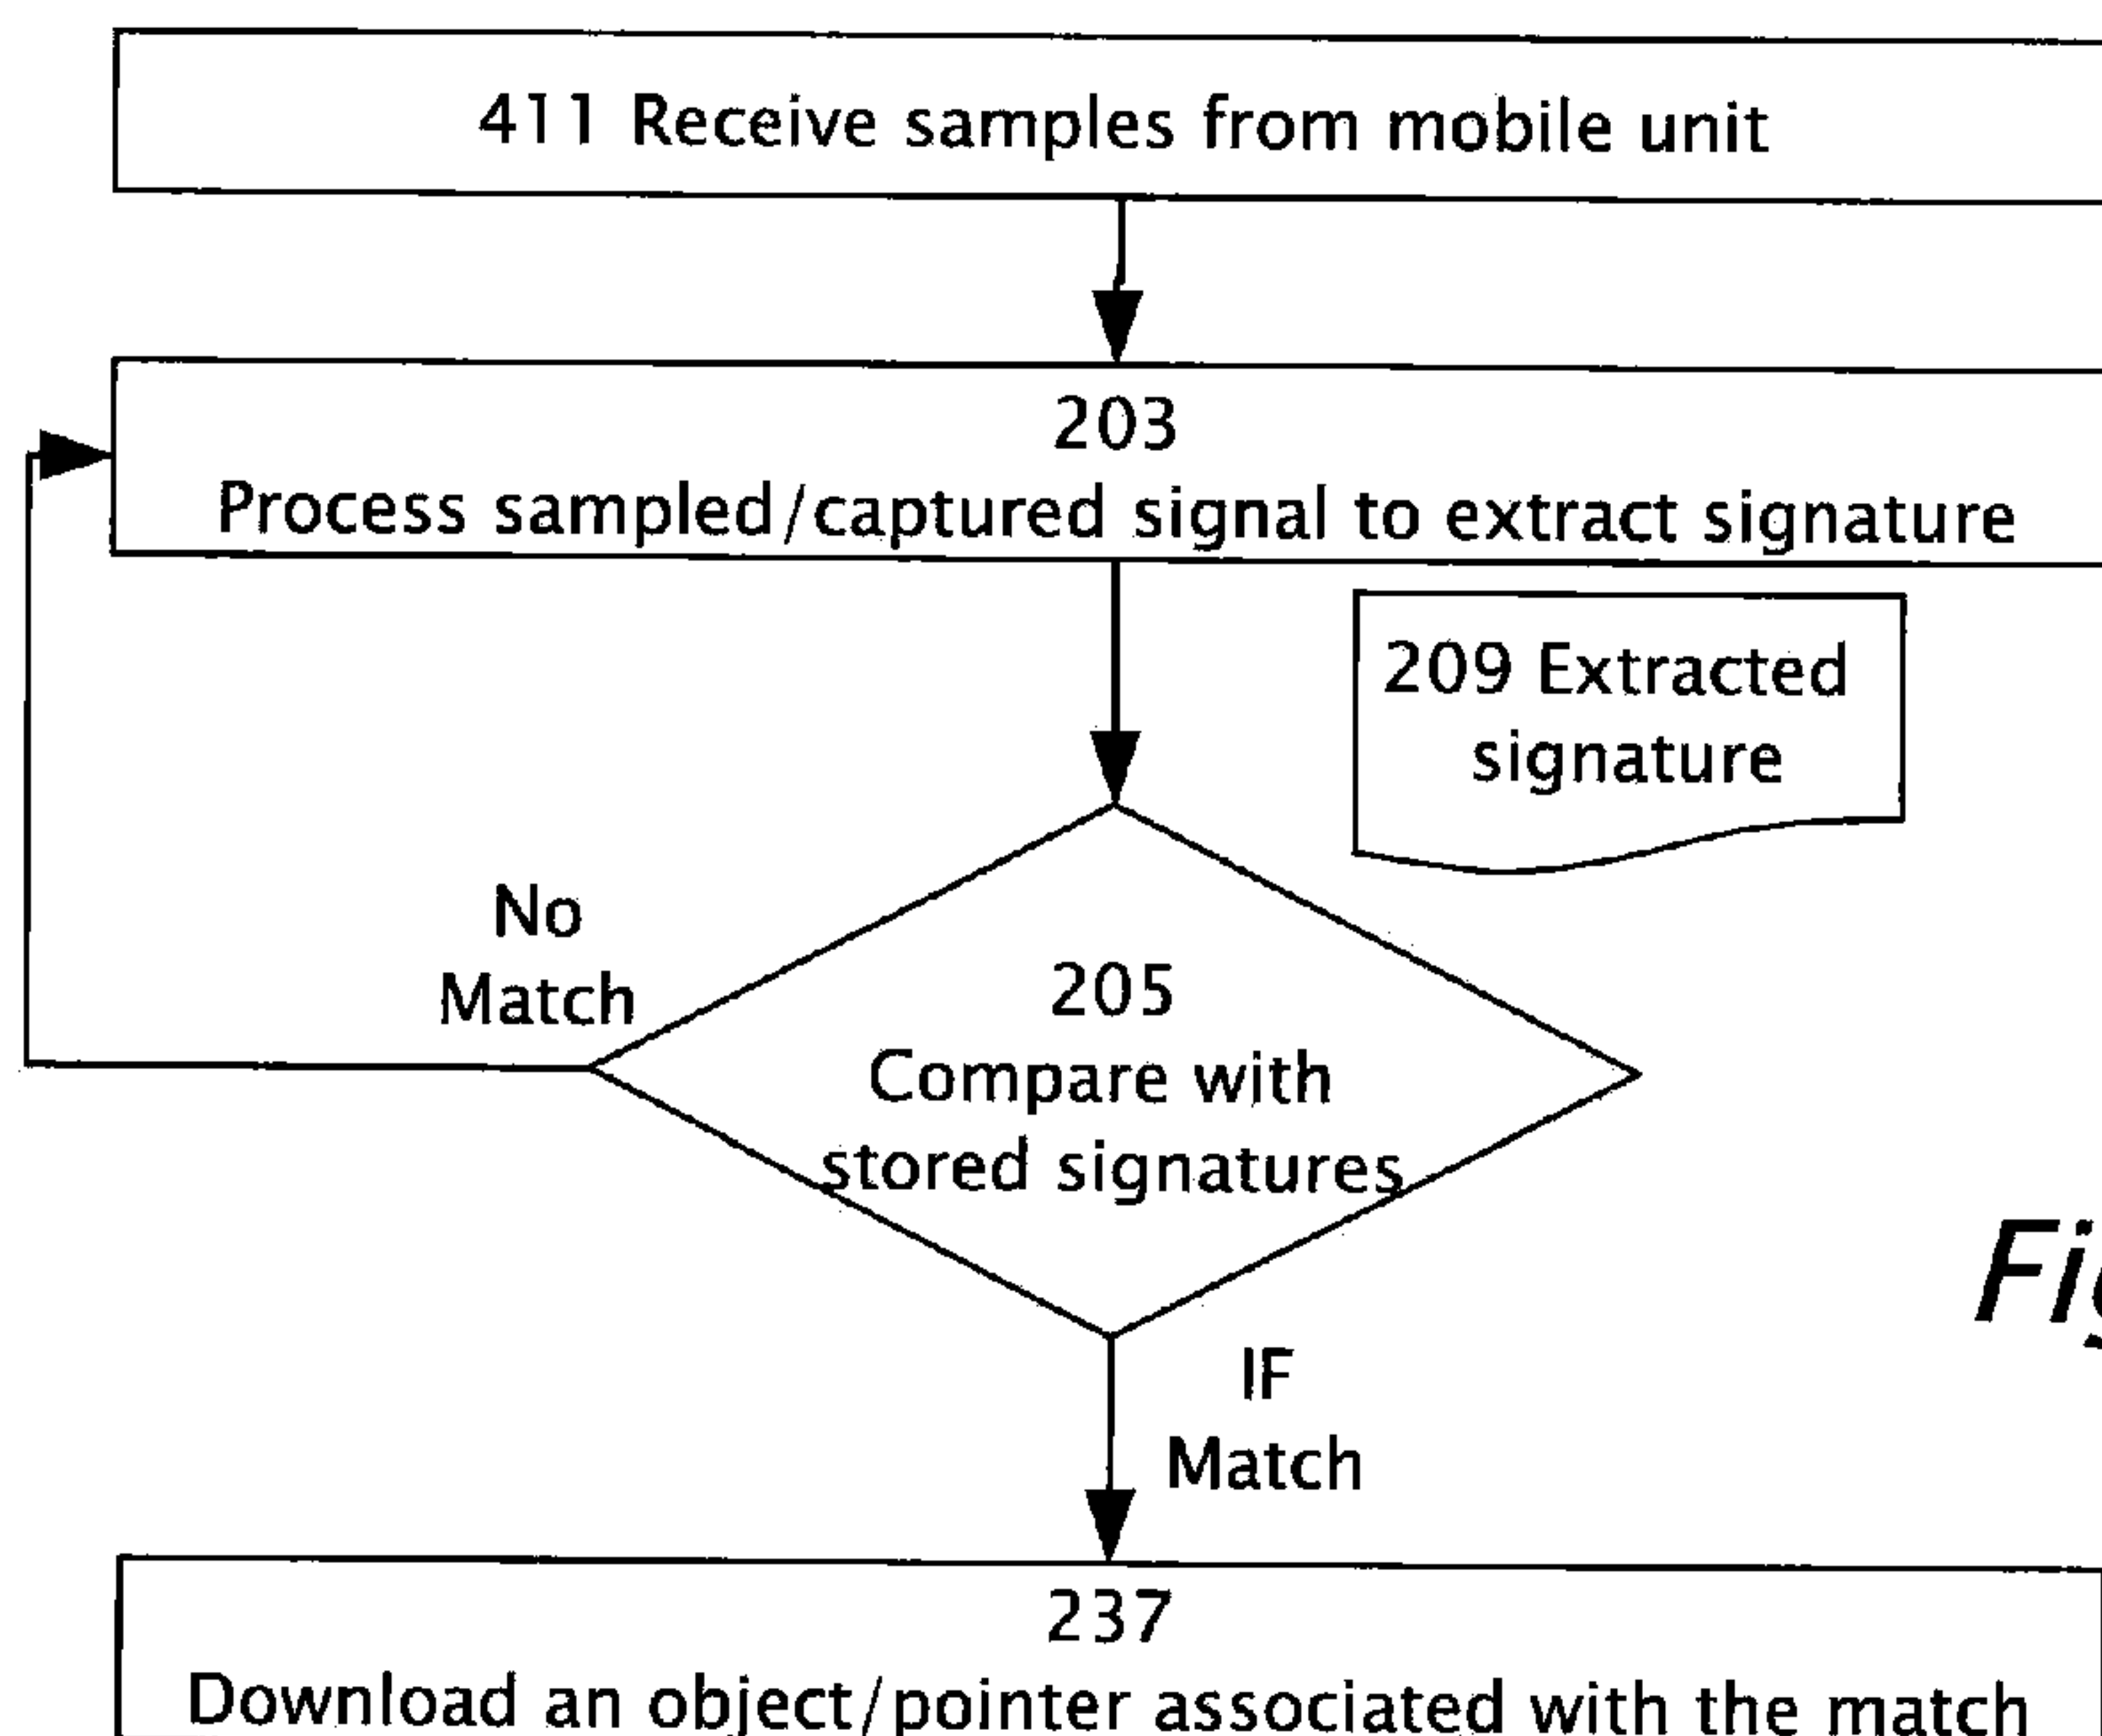 411 Receive samples from mobile unit
203
Process sampled/captured signal to extract signature
209 Extracted
signature
No
Match
205
Compare with
stored signatures
IF
Match
237
Download an object/pointer associated with the match